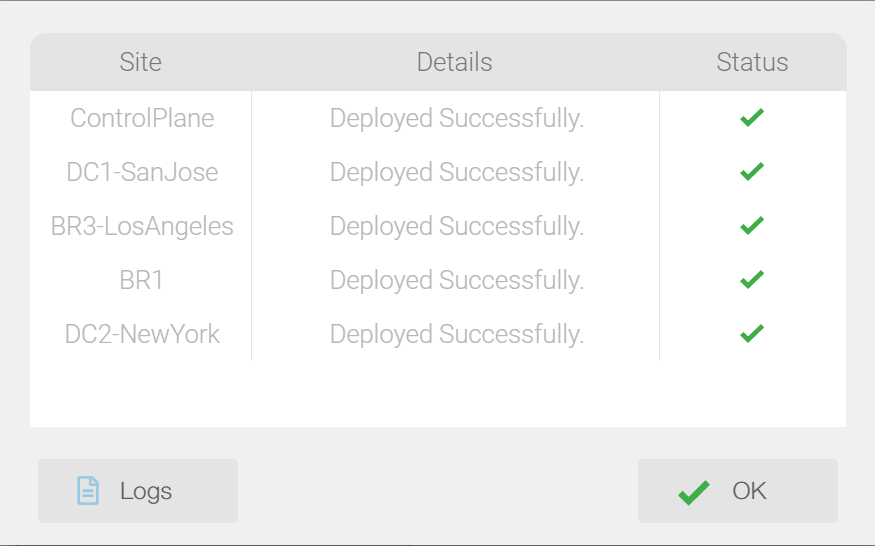 Site Details Status
ControlPlane Deployed Successfully.
DC1-SanJose Deployed Successfully.
BR3-LosAngeles Deployed Successfully.
BR1 Deployed Successfully.
DC2-NewYork Deployed Successfully.
Logs OK